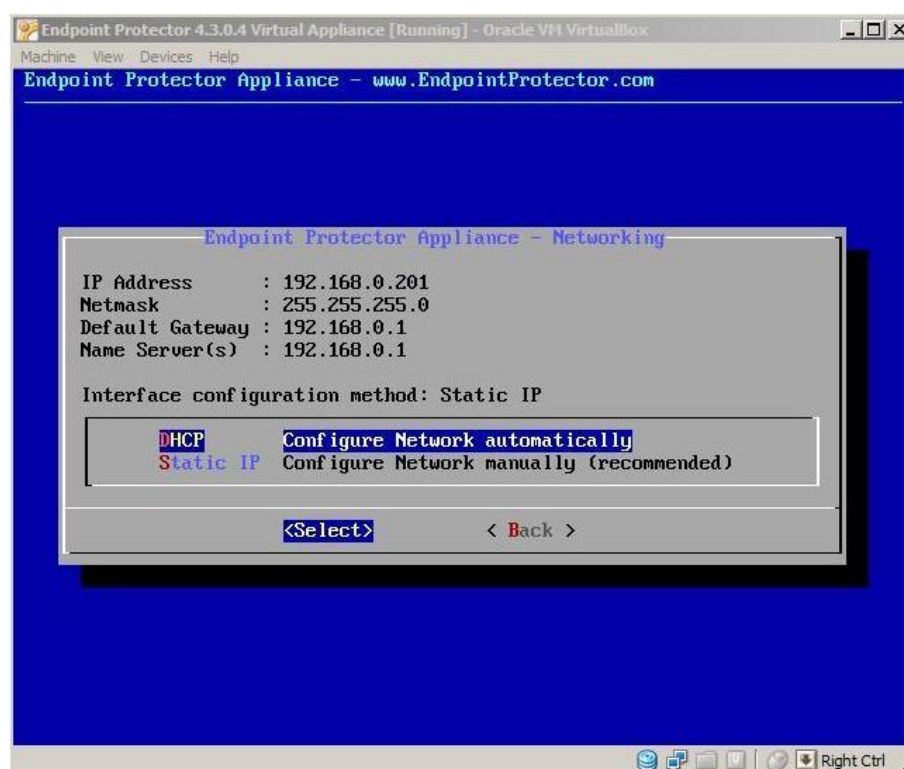 Endpoint Protector 4.3.0.4 Virtual Appliance [Running] - Oracle VM VirtualBox
Machine View Devices Help
Endpoint Protector Appliance - www.EndpointProtector.com
Endpoint Protector Appliance - Networking
IP Address : 192.168.0.201
Netmask : 255.255.255.0
Default Gateway : 192.168.0.1
Name Server(s) : 192.168.0.1
Interface configuration method: Static IP
DHCP Configure Network automatically
Static IP Configure Network manually (recommended)
<Select> < Back >
Right Ctrl